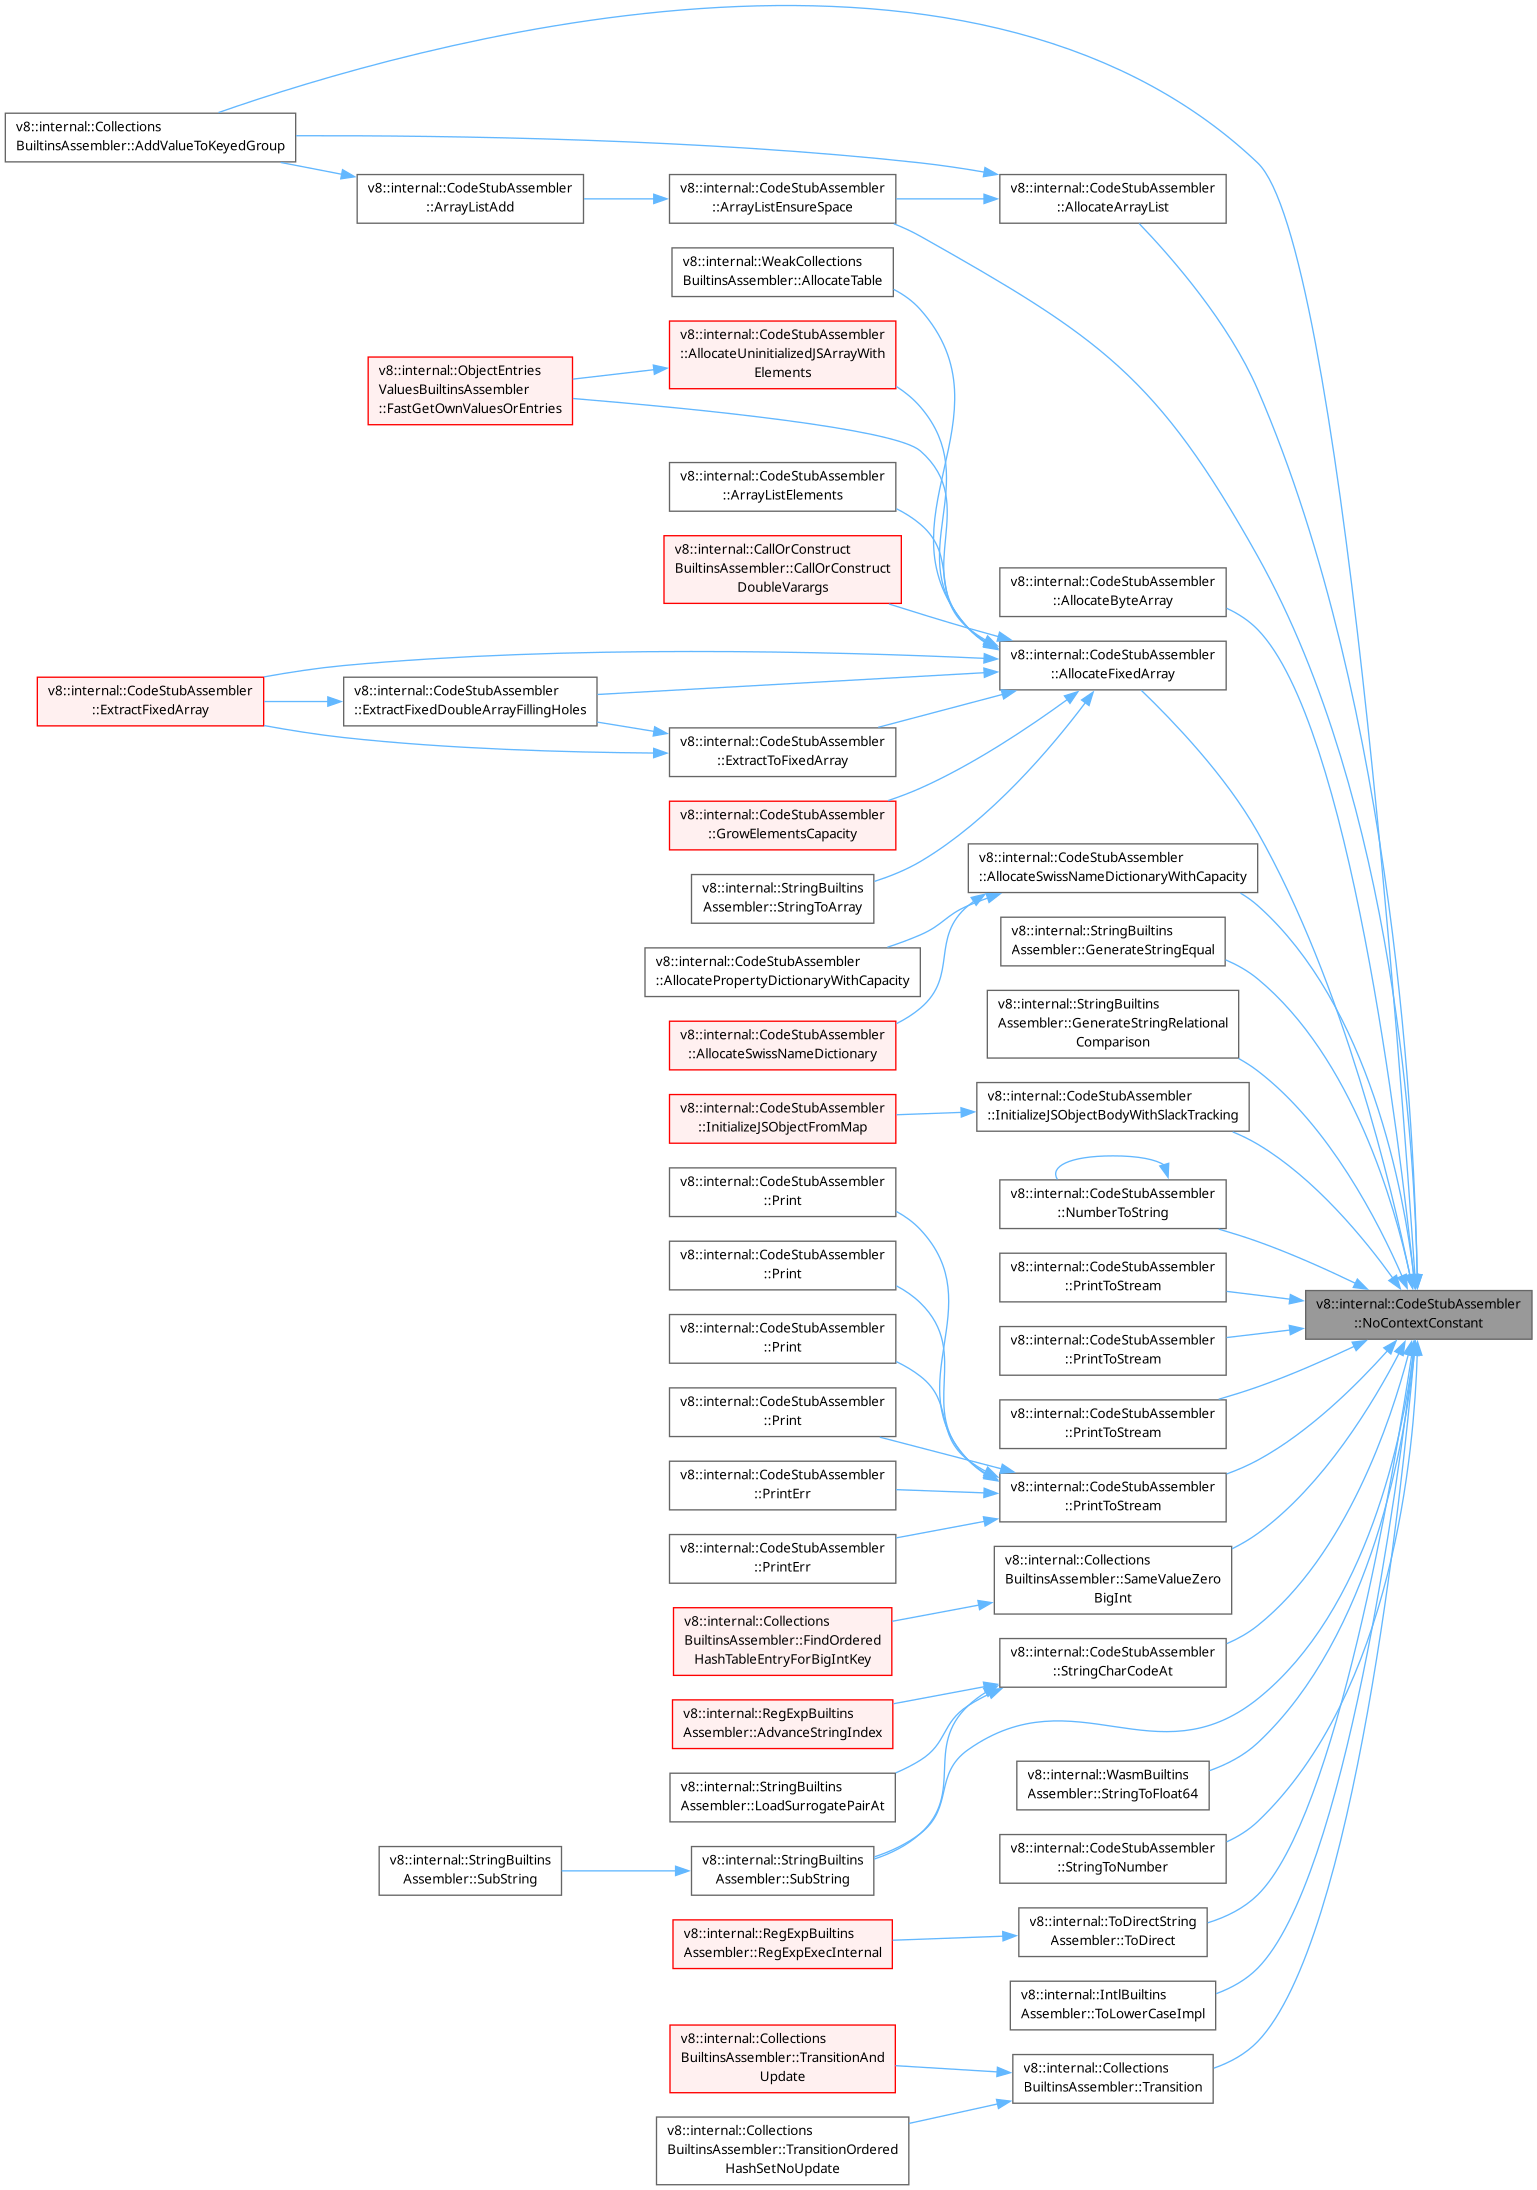 v8::internal::Collections
BuiltinsAssembler::AddValueToKeyedGroup
v8::internal::CodeStubAssembler
::ArrayListAdd
v8::internal::CodeStubAssembler
::ArrayListEnsureSpace
v8::internal::CodeStubAssembler
::AllocateArrayList
v8::internal::WeakCollections
BuiltinsAssembler::AllocateTable
v8::internal::CodeStubAssembler
::AllocateUninitializedJSArrayWith
Elements
v8::internal::ObjectEntries
ValuesBuiltinsAssembler
::FastGetOwnValuesOrEntries
v8::internal::CodeStubAssembler
::ArrayListElements
v8::internal::CallOrConstruct
BuiltinsAssembler::CallOrConstruct
DoubleVarargs
v8::internal::CodeStubAssembler
::AllocateByteArray
v8::internal::CodeStubAssembler
::AllocateFixedArray
v8::internal::CodeStubAssembler
::ExtractFixedArray
v8::internal::CodeStubAssembler
::ExtractFixedDoubleArrayFillingHoles
v8::internal::CodeStubAssembler
::ExtractToFixedArray
v8::internal::CodeStubAssembler
::GrowElementsCapacity
v8::internal::StringBuiltins
Assembler::StringToArray
v8::internal::CodeStubAssembler
::AllocateSwissNameDictionaryWithCapacity
v8::internal::StringBuiltins
Assembler::GenerateStringEqual
v8::internal::CodeStubAssembler
::AllocatePropertyDictionaryWithCapacity
v8::internal::StringBuiltins
Assembler::GenerateStringRelational
Comparison
v8::internal::CodeStubAssembler
::AllocateSwissNameDictionary
v8::internal::CodeStubAssembler
::InitializeJSObjectBodyWithSlackTracking
v8::internal::CodeStubAssembler
::InitializeJSObjectFromMap
v8::internal::CodeStubAssembler
::Print
v8::internal::CodeStubAssembler
::NumberToString
v8::internal::CodeStubAssembler
::Print
v8::internal::CodeStubAssembler
::PrintToStream
v8::internal::CodeStubAssembler
::NoContextConstant
v8::internal::CodeStubAssembler
::Print
v8::internal::CodeStubAssembler
::PrintToStream
v8::internal::CodeStubAssembler
::Print
v8::internal::CodeStubAssembler
::PrintToStream
v8::internal::CodeStubAssembler
::PrintErr
v8::internal::CodeStubAssembler
::PrintToStream
v8::internal::CodeStubAssembler
::PrintErr
v8::internal::Collections
BuiltinsAssembler::SameValueZero
BigInt
v8::internal::Collections
BuiltinsAssembler::FindOrdered
HashTableEntryForBigIntKey
v8::internal::CodeStubAssembler
::StringCharCodeAt
v8::internal::RegExpBuiltins
Assembler::AdvanceStringIndex
v8::internal::StringBuiltins
Assembler::LoadSurrogatePairAt
v8::internal::WasmBuiltins
Assembler::StringToFloat64
v8::internal::CodeStubAssembler
::StringToNumber
v8::internal::StringBuiltins
Assembler::SubString
v8::internal::StringBuiltins
Assembler::SubString
v8::internal::ToDirectString
Assembler::ToDirect
v8::internal::RegExpBuiltins
Assembler::RegExpExecInternal
v8::internal::IntlBuiltins
Assembler::ToLowerCaseImpl
v8::internal::Collections
BuiltinsAssembler::TransitionAnd
Update
v8::internal::Collections
BuiltinsAssembler::Transition
v8::internal::Collections
BuiltinsAssembler::TransitionOrdered
HashSetNoUpdate